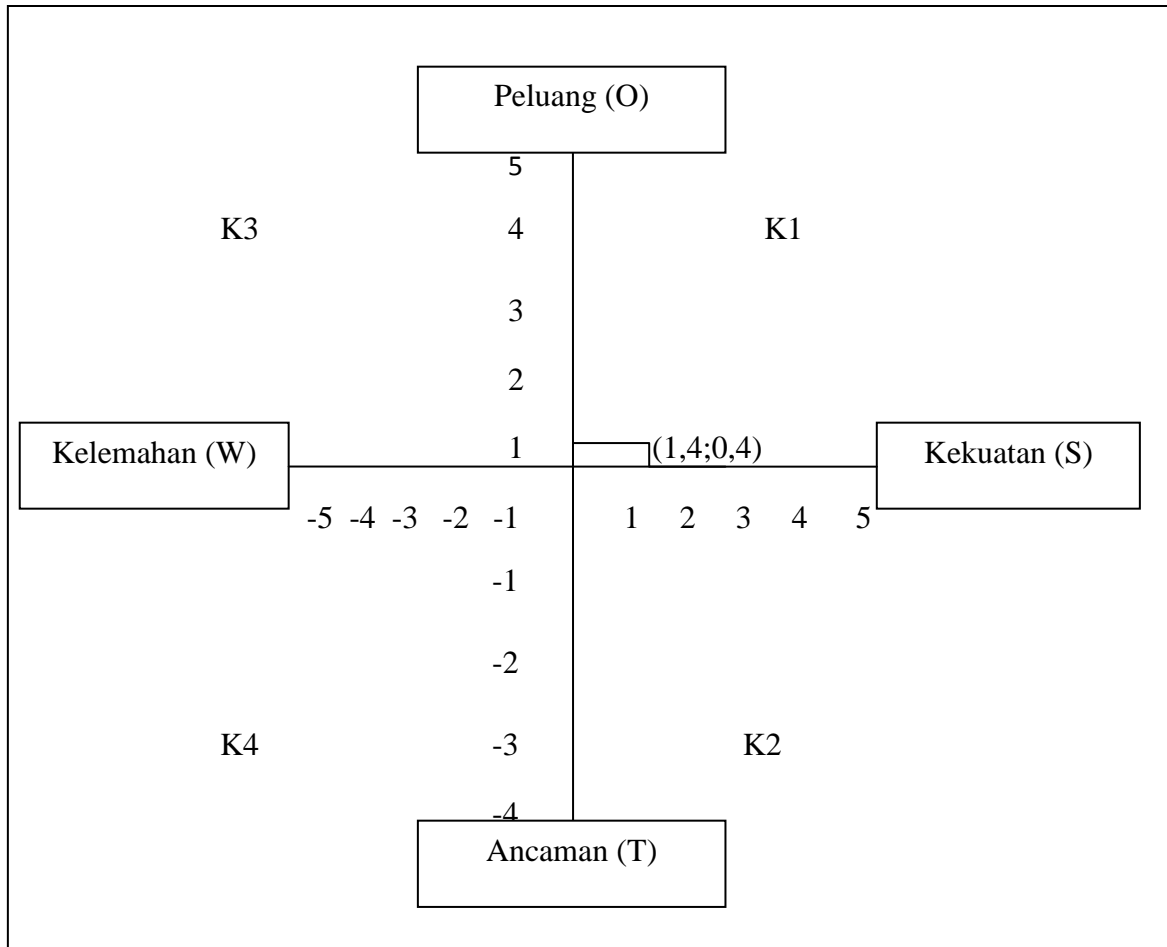 Peluang (O)
5
K3 4 K1
3
2
Kelemahan (W) 1 (1,4;0,4) Kekuatan (S)
-5 -4 -3 -2 -1 1 2 3 4 5
-1
-2
K4 -3 K2
-4
Ancaman (T)